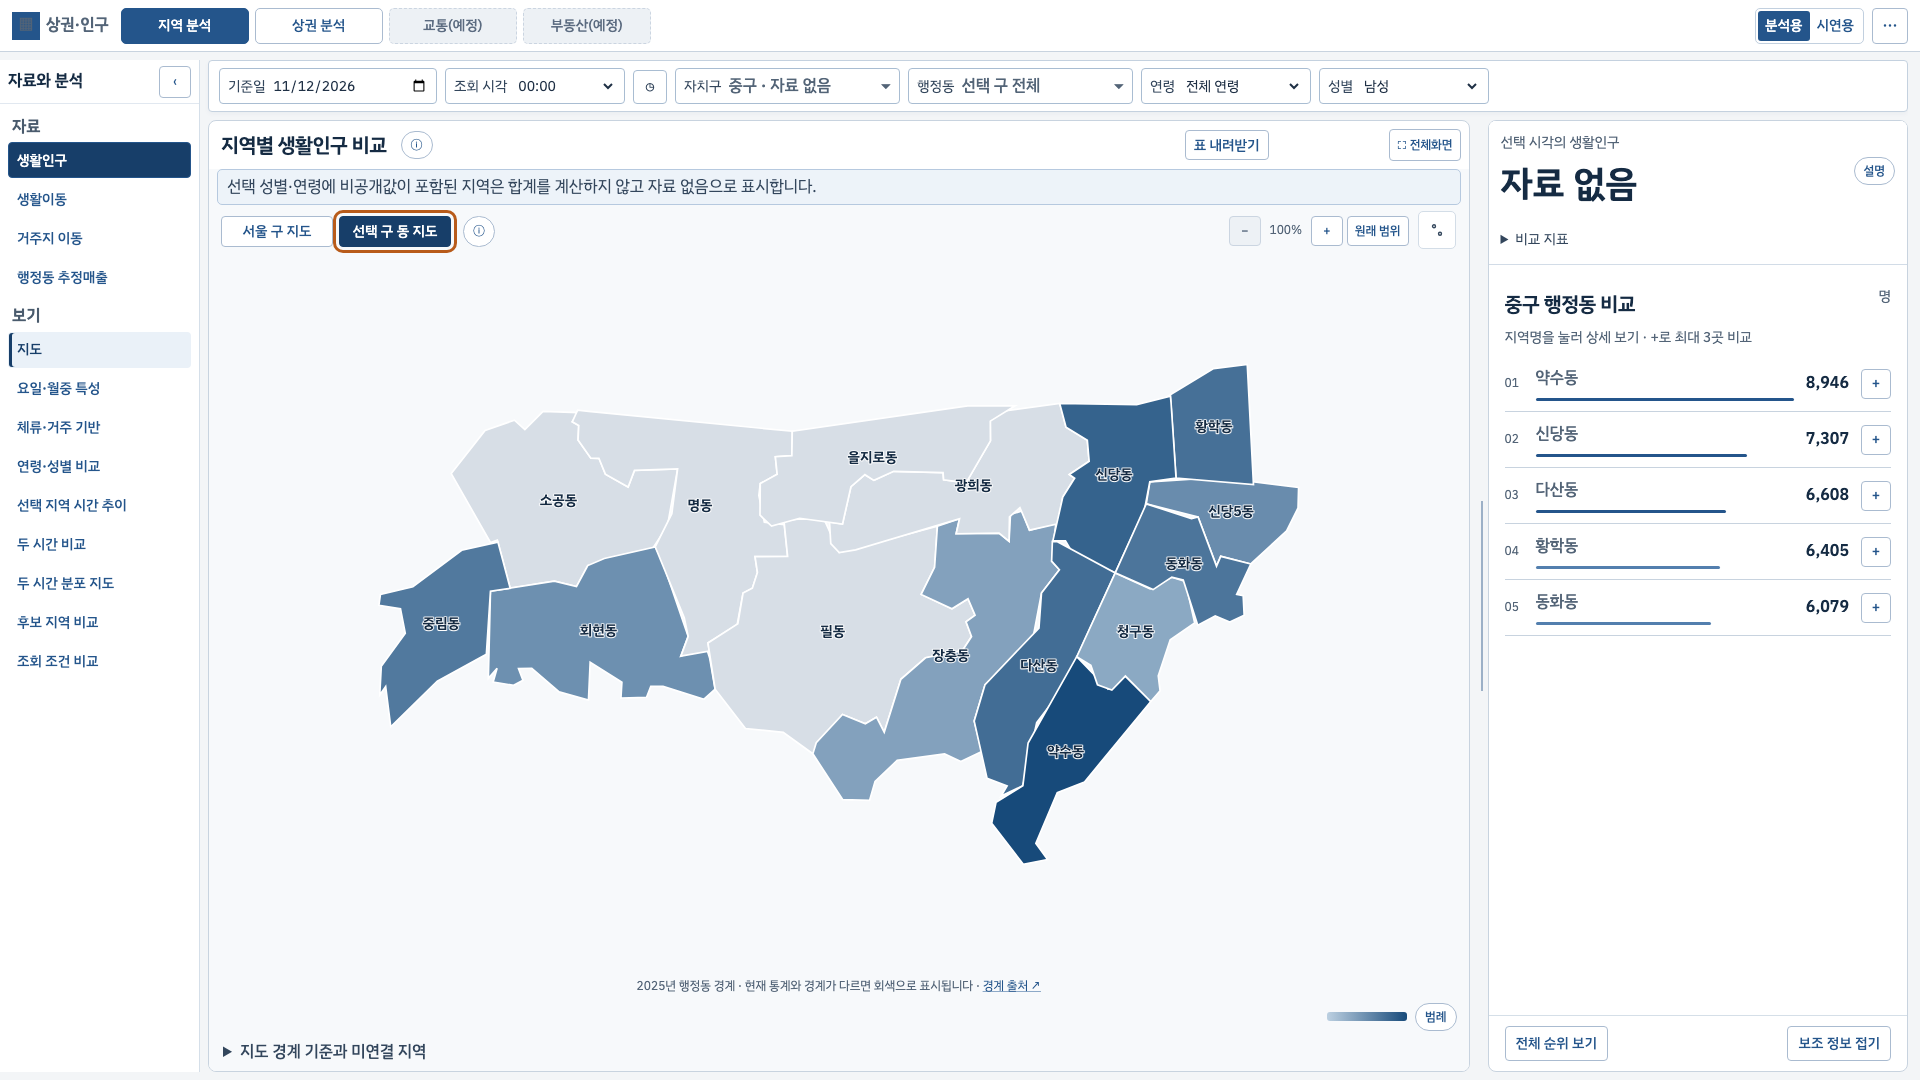 상권·인구
지역 분석
상권 분석
교통(예정)
부동산(예정)
분석용
시연용
···
자료와 분석
‹
자료
생활인구
생활이동
거주지 이동
행정동 추정매출
보기
지도
요일·월중 특성
체류·거주 기반
연령·성별 비교
선택 지역 시간 추이
두 시간 비교
두 시간 분포 지도
후보 지역 비교
조회 조건 비교
기준일 11/12/2026
조회 시각 00:00
자치구 중구 · 자료 없음
행정동 선택 구 전체
연령 전체 연령
성별 남성
지역별 생활인구 비교
ⓘ
표 내려받기
전체화면
선택 성별·연령에 비공개값이 포함된 지역은 합계를 계산하지 않고 자료 없음으로 표시합니다.
서울 구 지도
선택 구 동 지도
ⓘ
−
100%
+
원래 범위
황학동
을지로동
신당동
광희동
소공동
명동
신당5동
동화동
중림동
회현동
필동
청구동
장충동
다산동
약수동
2025년 행정동 경계 · 현재 통계와 경계가 다르면 회색으로 표시됩니다 · 경계 출처 ↗
범례
▶ 지도 경계 기준과 미연결 지역
선택 시각의 생활인구
자료 없음
설명
▶ 비교 지표
중구 행정동 비교
명
지역명을 눌러 상세 보기 · +로 최대 3곳 비교
01 약수동 8,946 +
02 신당동 7,307 +
03 다산동 6,608 +
04 황학동 6,405 +
05 동화동 6,079 +
전체 순위 보기
보조 정보 접기